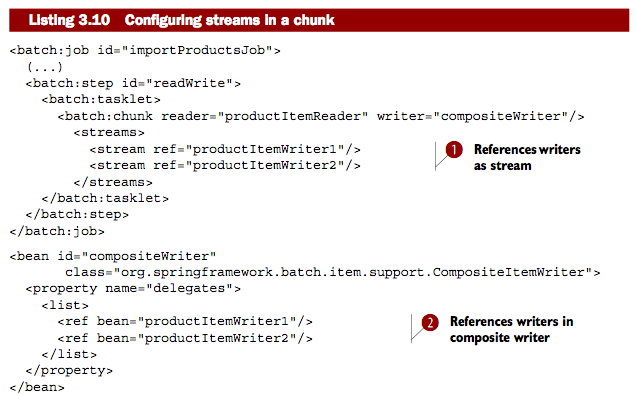 Listing 3.10 Configuring streams in a chunk
<batch:job id="importProductsJob">
  (...)
  <batch:step id="readWrite">
    <batch:tasklet>
      <batch:chunk reader="productItemReader" writer="compositeWriter"/>
        <streams>
          <stream ref="productItemWriter1"/>
          <stream ref="productItemWriter2"/>
        </streams>
    </batch:tasklet>
  </batch:step>
</batch:job>
1 References writers
as stream
<bean id="compositeWriter"
      class="org.springframework.batch.item.support.CompositeItemWriter">
  <property name="delegates">
    <list>
      <ref bean="productItemWriter1"/>
      <ref bean="productItemWriter2"/>
    </list>
  </property>
</bean>
2 References writers in
composite writer